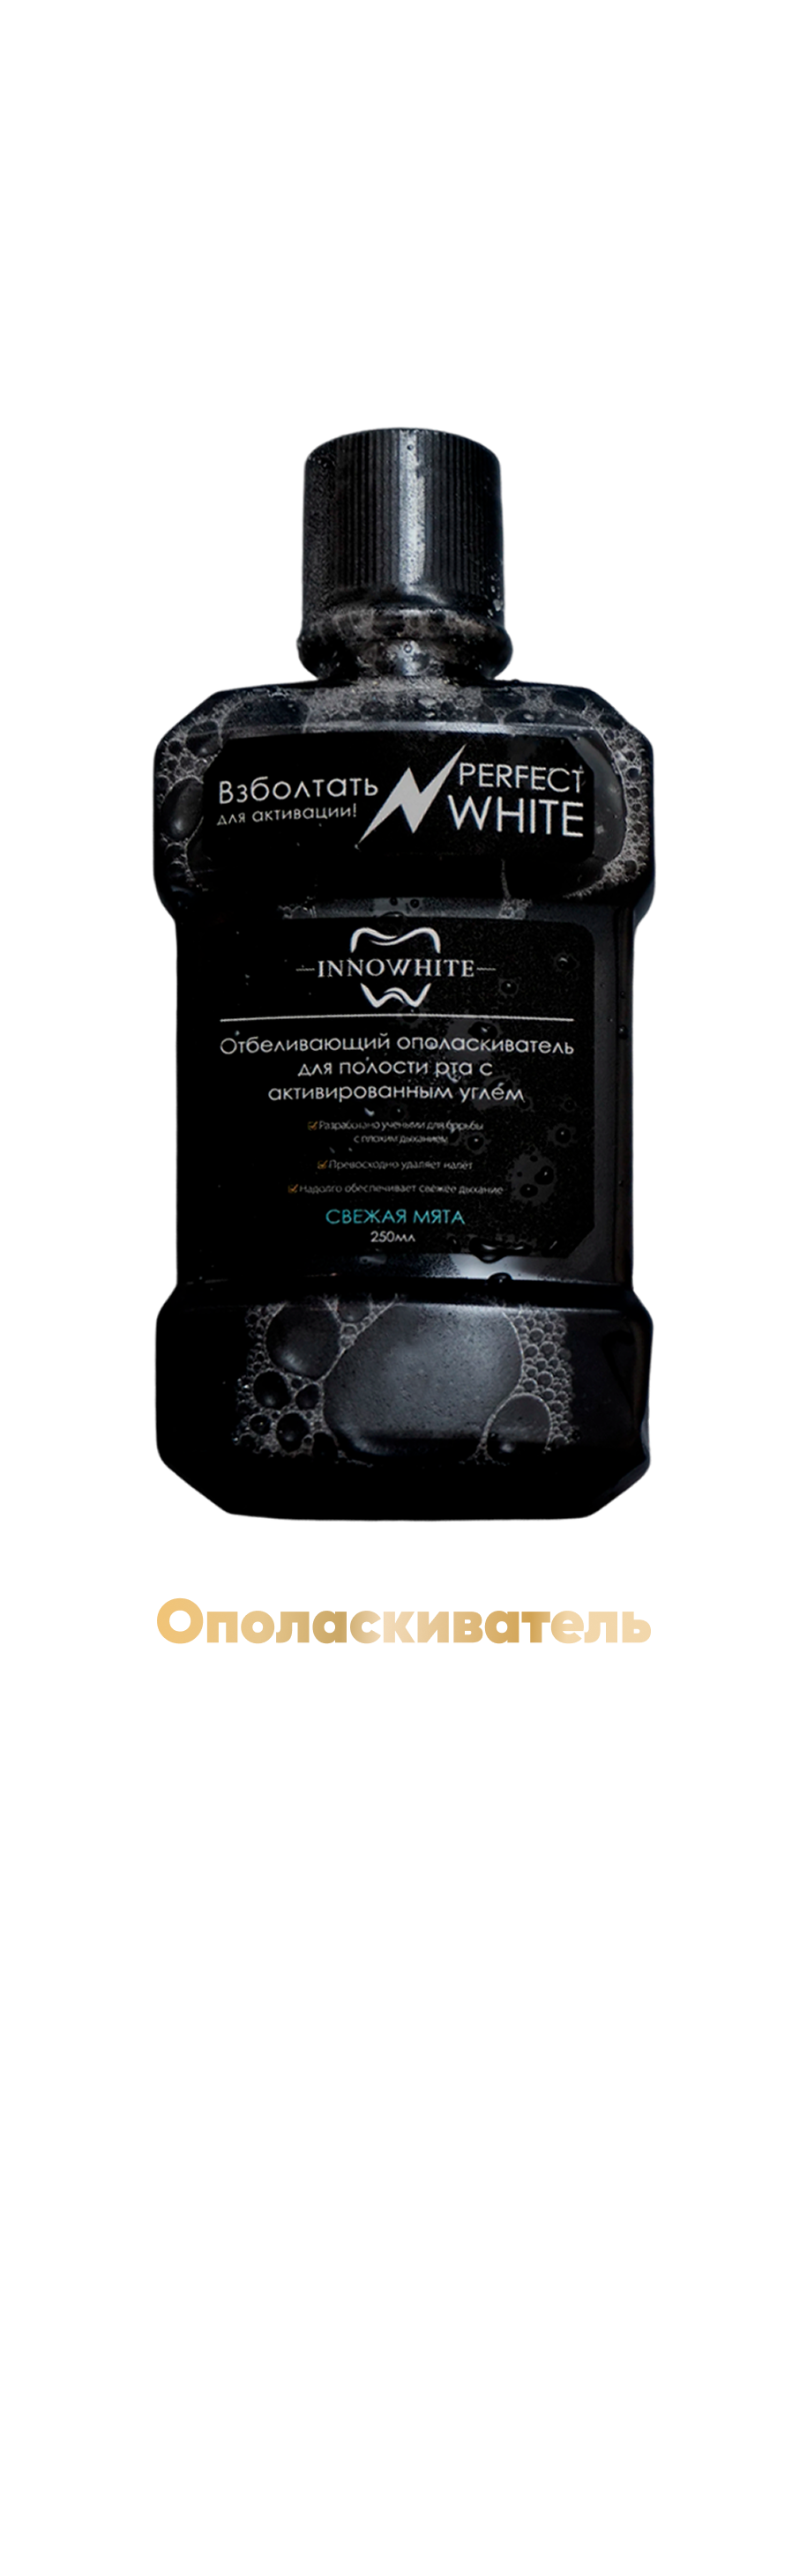 Взболтать
для активации!
PERFECT
WHITE
INNOWHITE
Отбеливающий ополаскиватель
для полости рта с
активированным углём
Разработано учеными для борьбы
с плохим дыханием
Превосходно удаляет налёт
Надолго обеспечивает свежее дыхание
СВЕЖАЯ МЯТА
250мл
Ополаскиватель